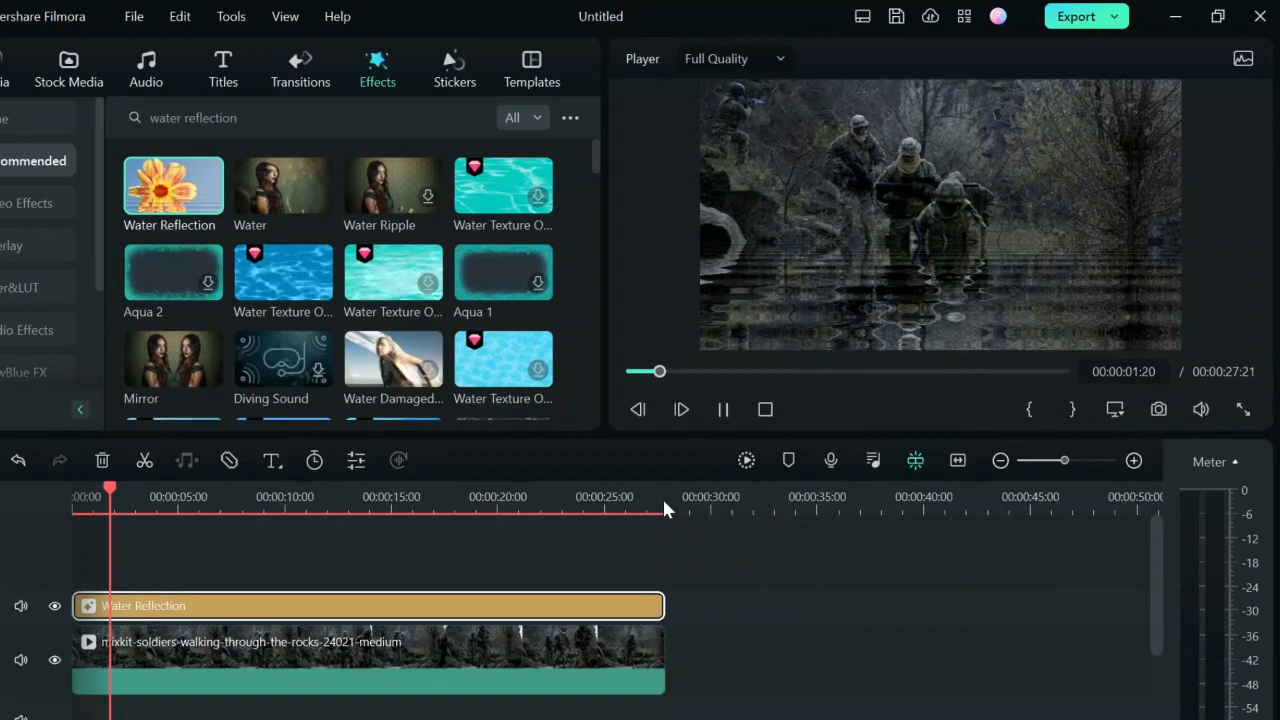 ershare Filmora File Edit Tools View Help Untitled Export
ia Stock Media Audio Titles Transitions Effects Stickers Templates
Player Full Quality
water reflection All
ne
ommended
eo Effects
erlay
er&LUT
dio Effects
wBlue FX
Water Reflection Water Water Ripple Water Texture O...
Aqua 2 Water Texture O... Water Texture O... Aqua 1
Mirror Diving Sound Water Damaged... Water Texture O...
00:00:01:20 / 00:00:27:21
{ }
Meter
:00:00 00:00:05:00 00:00:10:00 00:00:15:00 00:00:20:00 00:00:25:00 00:00:30:00 00:00:35:00 00:00:40:00 00:00:45:00 00:00:50:00
0
-6
-12
-18
-24
-30
-36
-42
-48
-54
Water Reflection
mixkit-soldiers-walking-through-the-rocks-24021-medium